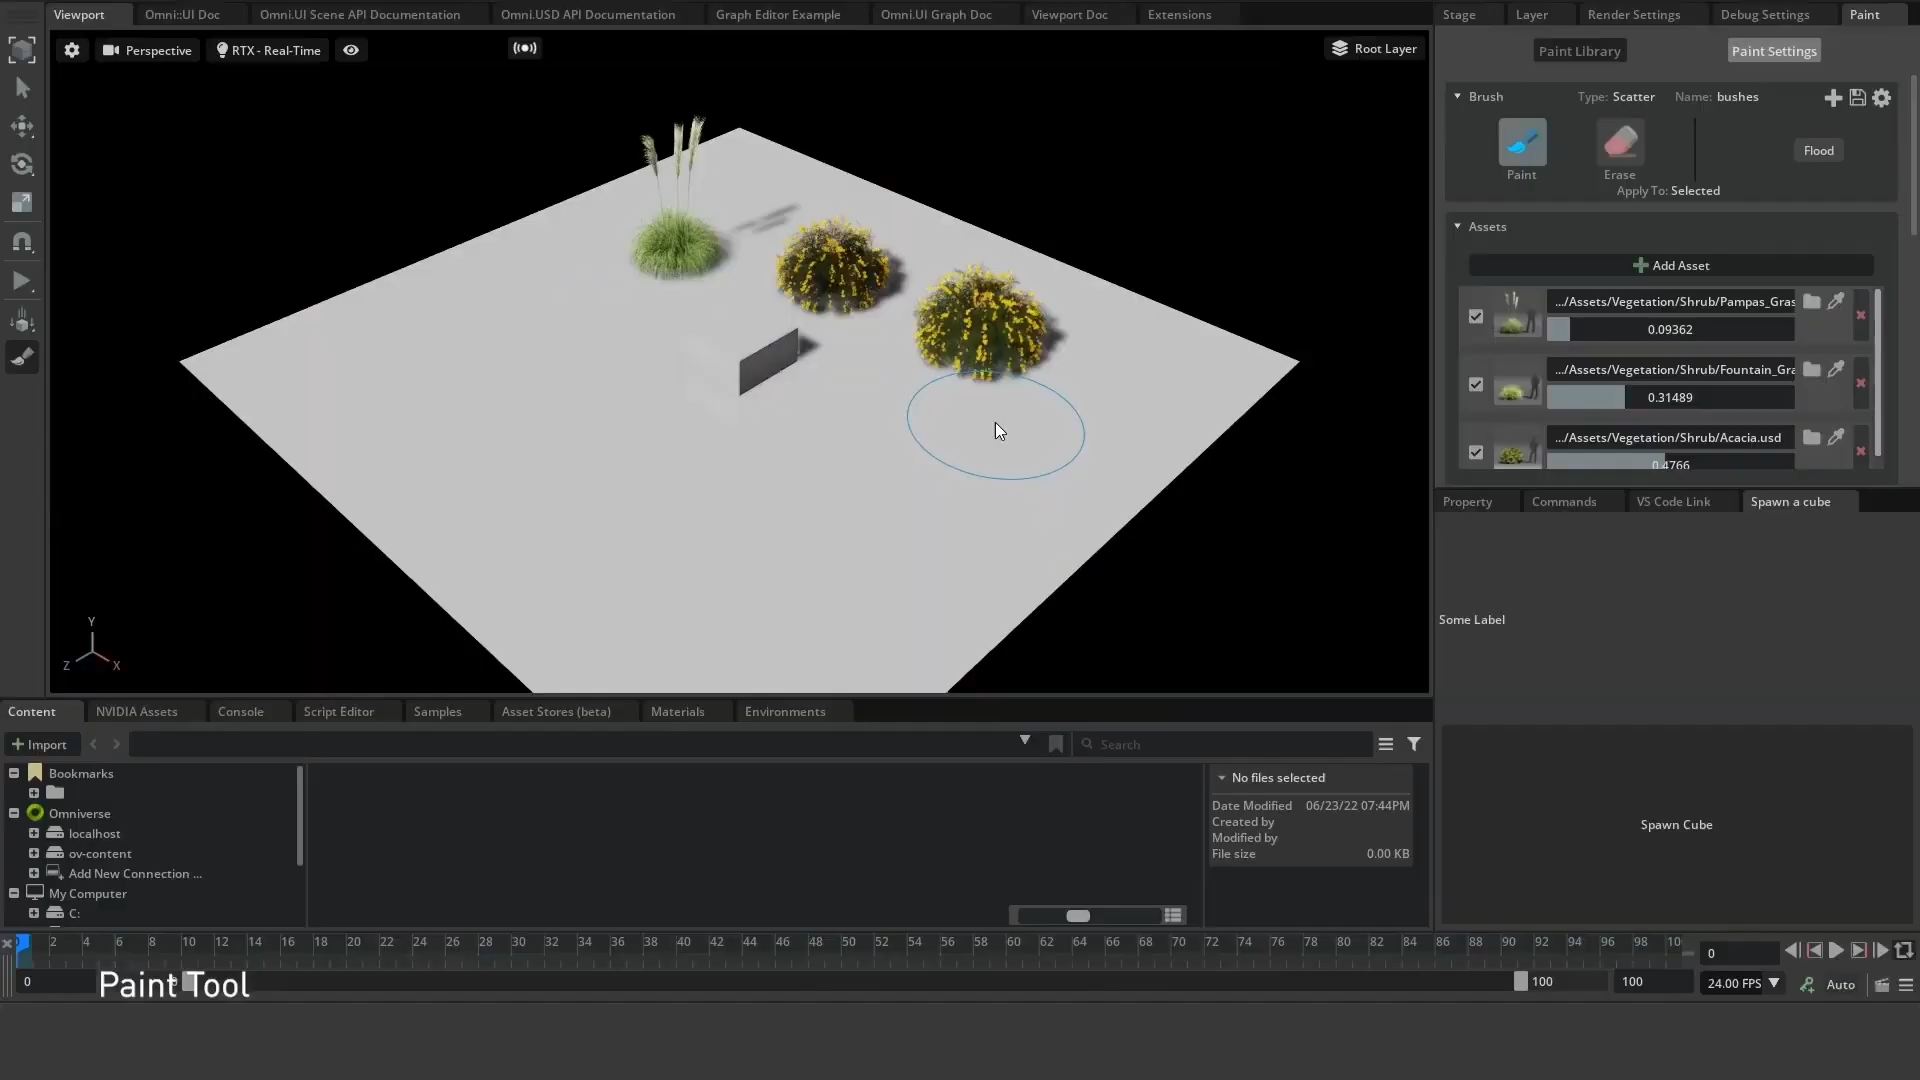 Viewport Omni::UI Doc Omni.UI Scene API Documentation Omni.USD API Documentation Graph Editor Example Omni.UI Graph Doc Viewport Doc Extensions
Perspective RTX - Real-Time Root Layer
Y
Z X
Stage Layer Render Settings Debug Settings Paint
Paint Library Paint Settings
Brush Type: Scatter Name: bushes
Paint Erase Flood
Apply To: Selected
Assets
Add Asset
.../Assets/Vegetation/Shrub/Pampas_Gras
0.09362
.../Assets/Vegetation/Shrub/Fountain_Gra
0.31489
.../Assets/Vegetation/Shrub/Acacia.usd
0.4766
Property Commands VS Code Link Spawn a cube
Some Label
Spawn Cube
Content NVIDIA Assets Console Script Editor Samples Asset Stores (beta) Materials Environments
Import Search
Bookmarks
Omniverse
localhost
ov-content
Add New Connection ...
My Computer
C:
No files selected
Date Modified 06/23/22 07:44PM
Created by
Modified by
File size 0.00 KB
2 4 6 8 10 12 14 16 18 20 22 24 26 28 30 32 34 36 38 40 42 44 46 48 50 52 54 56 58 60 62 64 66 68 70 72 74 76 78 80 82 84 86 88 90 92 94 96 98 10
0
0 100 100 24.00 FPS Auto
Paint Tool